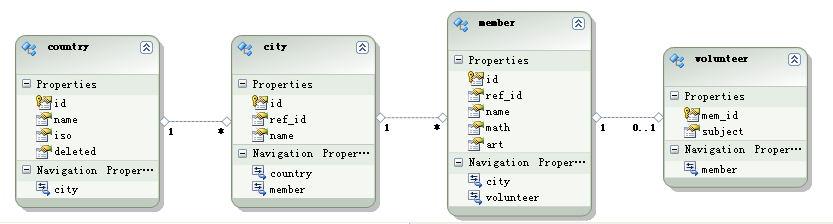 country
Properties
id
name
iso
deleted
Navigation Proper...
city
1
*
city
Properties
id
ref_id
name
Navigation Proper...
country
member
1
*
member
Properties
id
ref_id
name
math
art
Navigation Proper...
city
volunteer
1
0..1
volunteer
Properties
mem_id
subject
Navigation Proper...
member